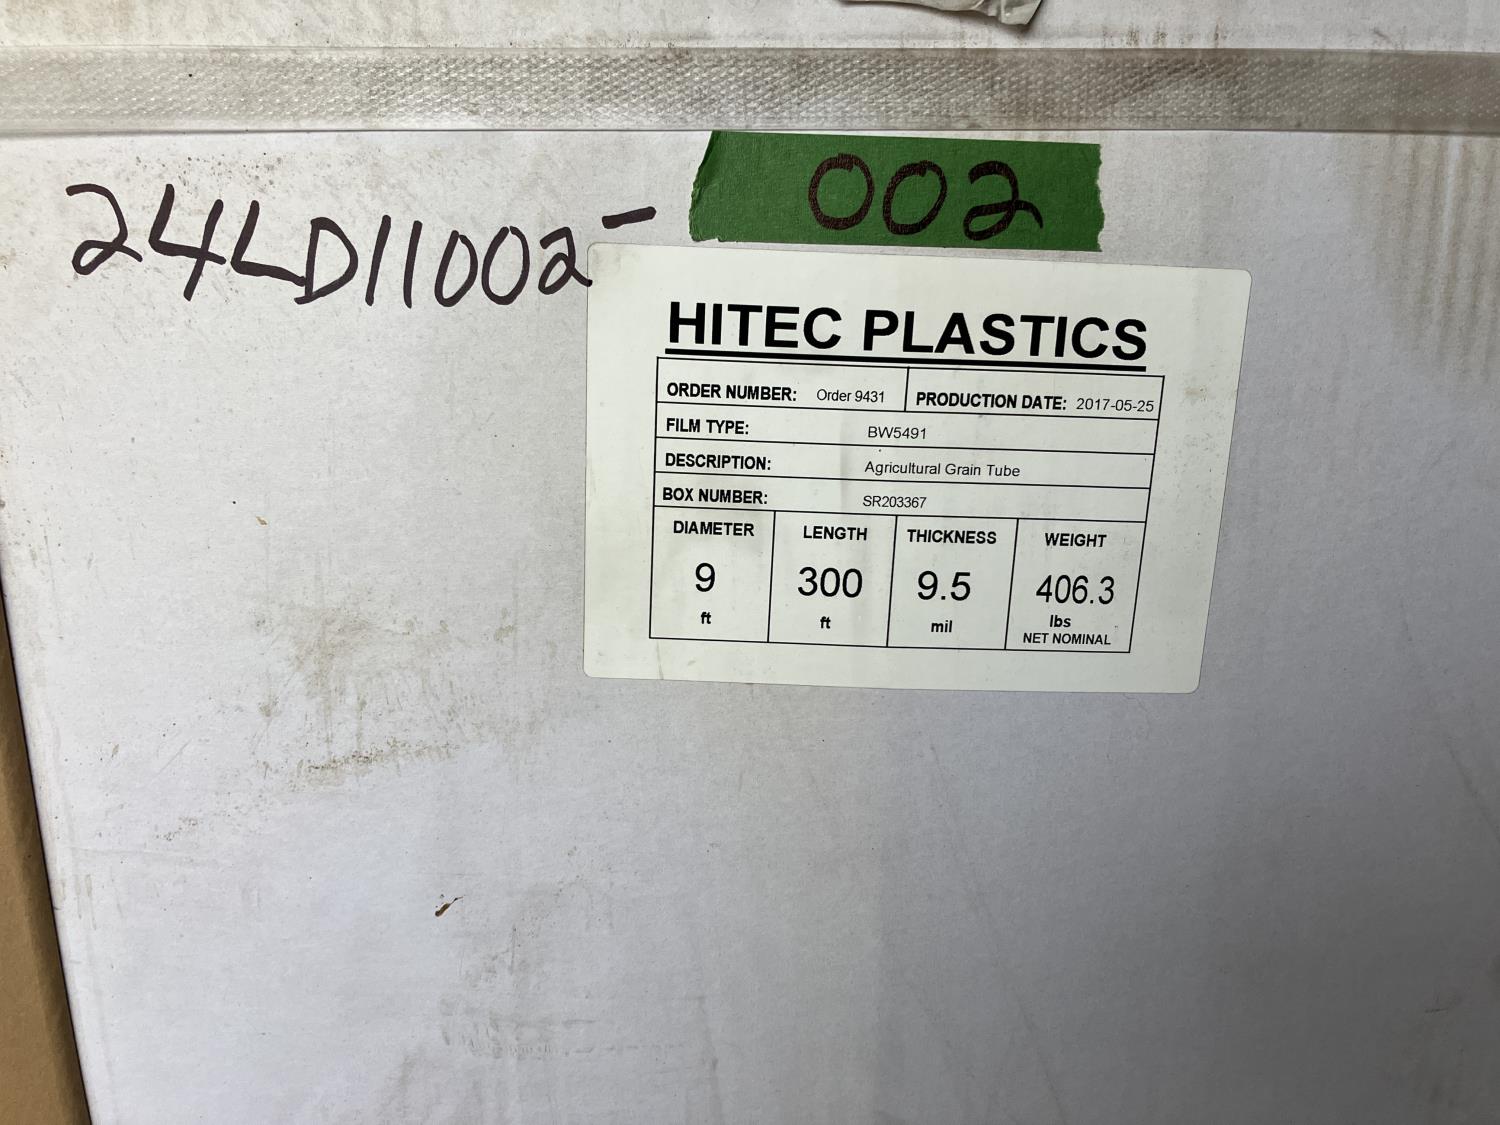 002
24LD11002-
HITEC PLASTICS
ORDER NUMBER: Order 9431 PRODUCTION DATE: 2017-05-25
FILM TYPE: BW5491
DESCRIPTION: Agricultural Grain Tube
BOX NUMBER: SR203367
DIAMETER LENGTH THICKNESS WEIGHT
9 300 9.5 406.3
ft ft mil lbs
NET NOMINAL